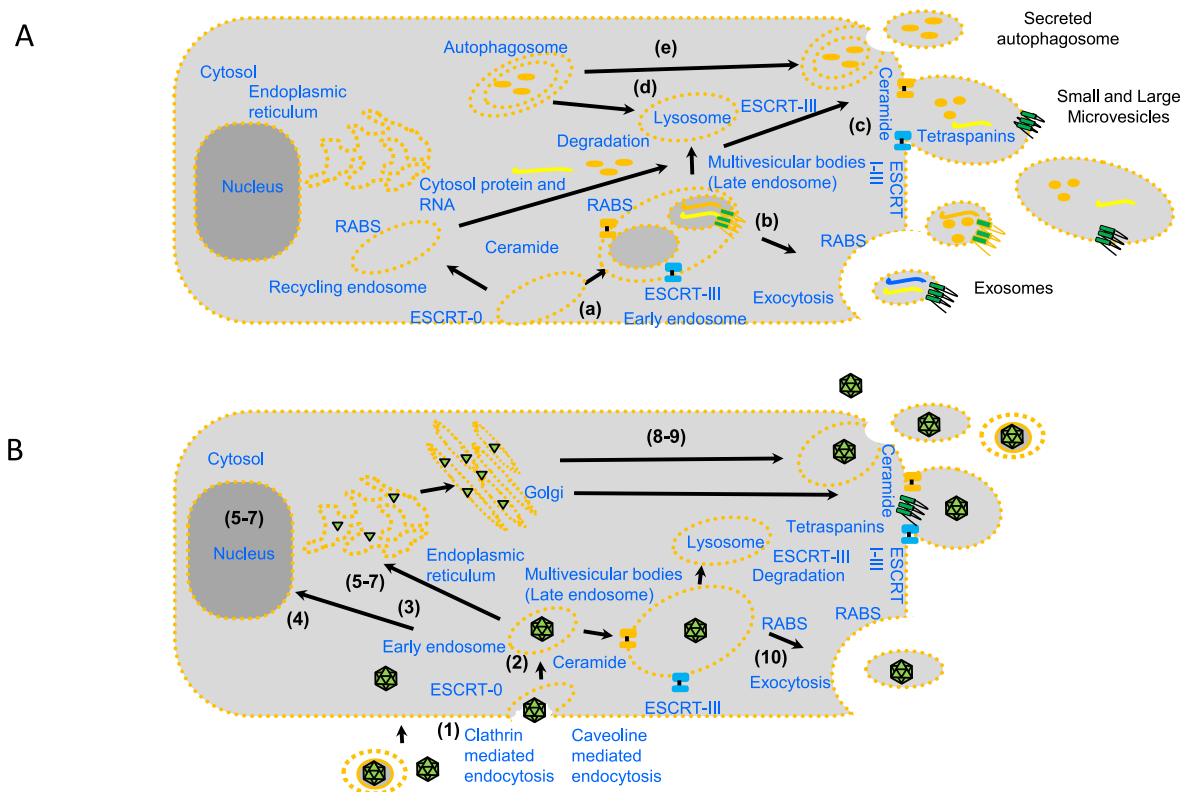 A
Cytosol
Endoplasmic
reticulum
Nucleus
Autophagosome
(e)
(d)
Lysosome
Degradation
ESCRT-III
(c)
Ceramide
Secreted
autophagosome
Small and Large
Microvesicles
Tetraspanins
ESCRT
I-III
Cytosol protein and
RNA
Multivesicular bodies
(Late endosome)
RABS
RABS
Ceramide
(b)
RABS
Recycling endosome
ESCRT-0
(a)
ESCRT-III
Early endosome
Exocytosis
Exosomes
B
Cytosol
(5-7)
Nucleus
Golgi
(8-9)
Ceramide
Tetraspanins
Lysosome
ESCRT-III
Degradation
ESCRT
I-III
Endoplasmic
reticulum
(5-7)
Multivesicular bodies
(Late endosome)
(3)
(4)
Early endosome
(2)
Ceramide
RABS
RABS
(10)
Exocytosis
ESCRT-0
ESCRT-III
(1)
Clathrin
mediated
endocytosis
Caveoline
mediated
endocytosis